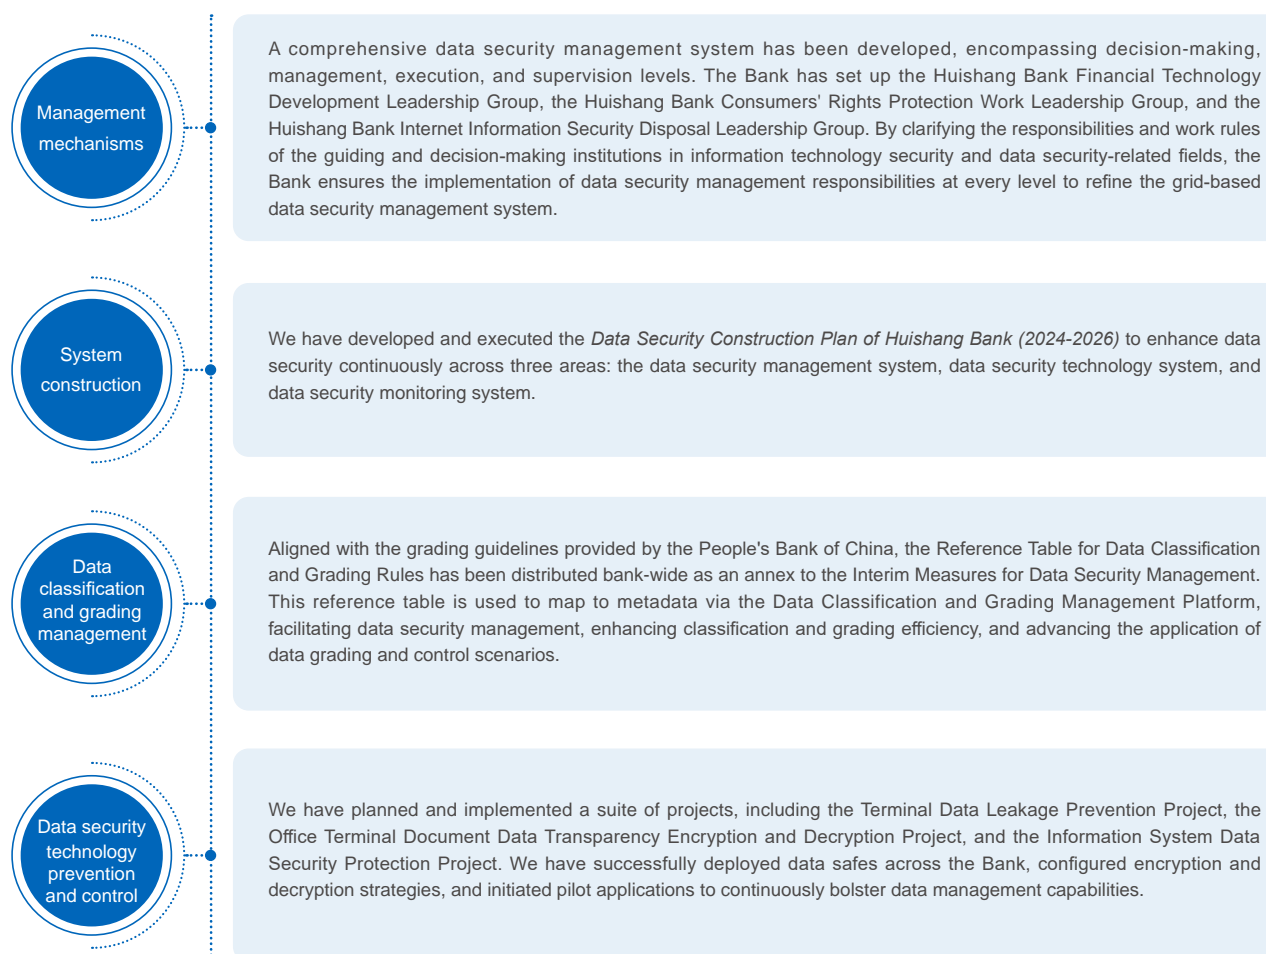 Management
mechanisms
A comprehensive data security management system has been developed, encompassing decision-making,
management, execution, and supervision levels. The Bank has set up the Huishang Bank Financial Technology
Development Leadership Group, the Huishang Bank Consumers' Rights Protection Work Leadership Group, and the
Huishang Bank Internet Information Security Disposal Leadership Group. By clarifying the responsibilities and work rules
of the guiding and decision-making institutions in information technology security and data security-related fields, the
Bank ensures the implementation of data security management responsibilities at every level to refine the grid-based
data security management system.
System
construction
We have developed and executed the Data Security Construction Plan of Huishang Bank (2024-2026) to enhance data
security continuously across three areas: the data security management system, data security technology system, and
data security monitoring system.
Data
classification
and grading
management
Aligned with the grading guidelines provided by the People's Bank of China, the Reference Table for Data Classification
and Grading Rules has been distributed bank-wide as an annex to the Interim Measures for Data Security Management.
This reference table is used to map to metadata via the Data Classification and Grading Management Platform,
facilitating data security management, enhancing classification and grading efficiency, and advancing the application of
data grading and control scenarios.
Data security
technology
prevention
and control
We have planned and implemented a suite of projects, including the Terminal Data Leakage Prevention Project, the
Office Terminal Document Data Transparency Encryption and Decryption Project, and the Information System Data
Security Protection Project. We have successfully deployed data safes across the Bank, configured encryption and
decryption strategies, and initiated pilot applications to continuously bolster data management capabilities.